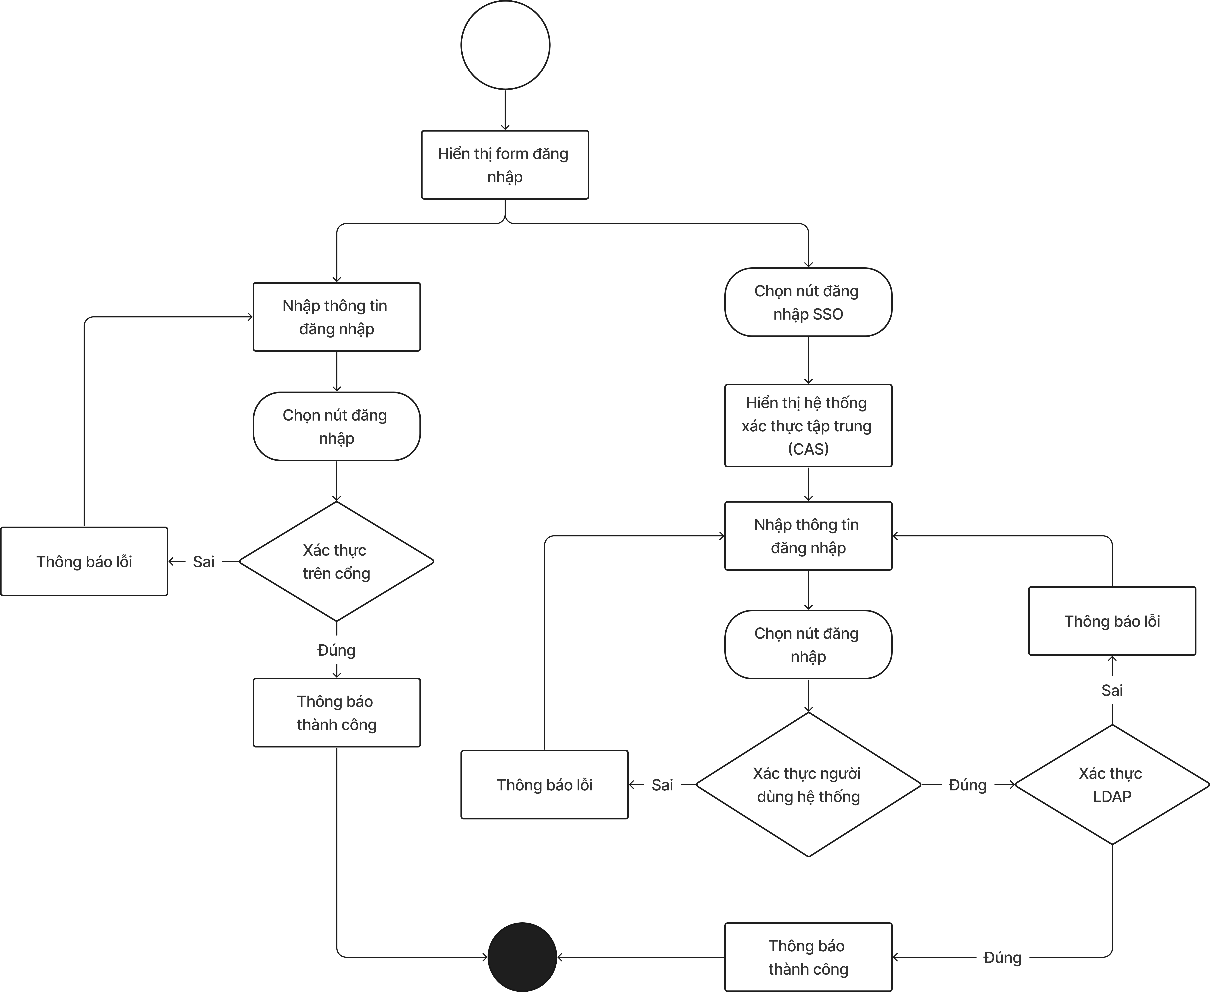 Hiển thị form đăng
nhập
Nhập thông tin
đăng nhập
Chọn nút đăng
nhập
Xác thực
trên cổng
Sai
Thông báo lỗi
Đúng
Thông báo
thành công
Chọn nút đăng
nhập SSO
Hiển thị hệ thống
xác thực tập trung
(CAS)
Nhập thông tin
đăng nhập
Chọn nút đăng
nhập
Xác thực người
dùng hệ thống
Sai
Thông báo lỗi
Đúng
Xác thực
LDAP
Sai
Thông báo lỗi
Đúng
Thông báo
thành công